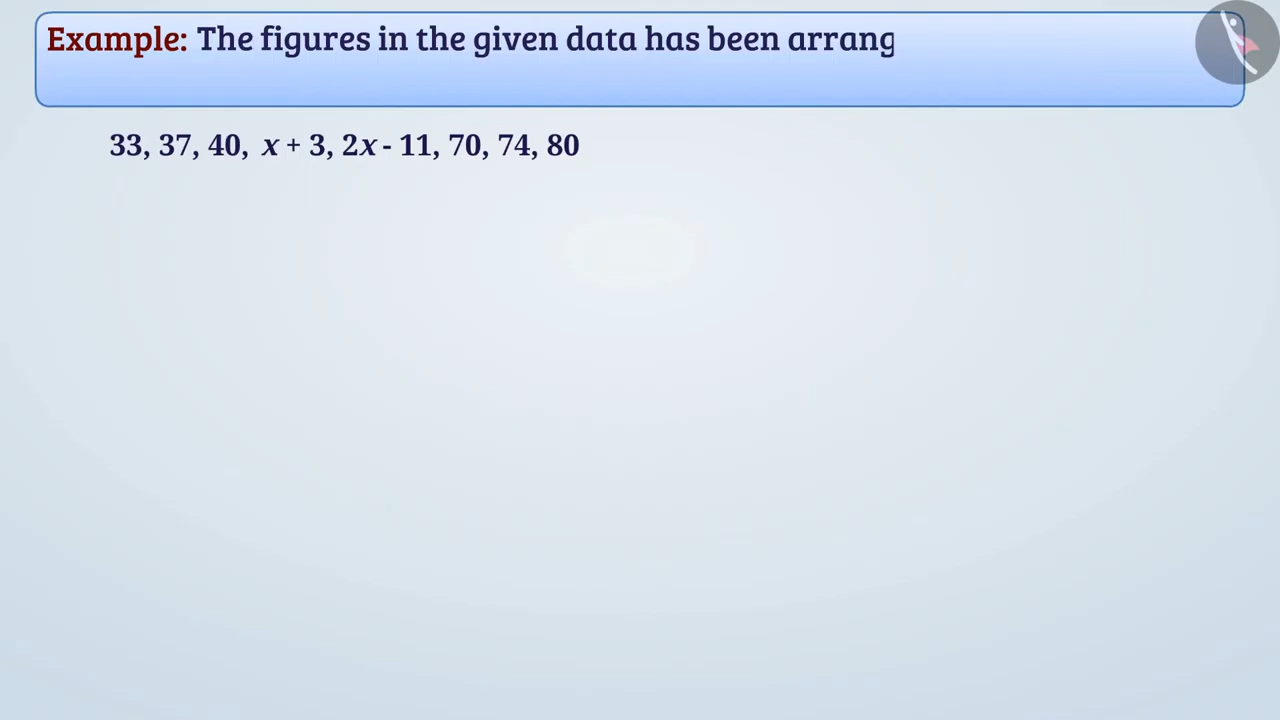 Example: The figures in the given data has been arrang
33, 37, 40, x + 3, 2x - 11, 70, 74, 80